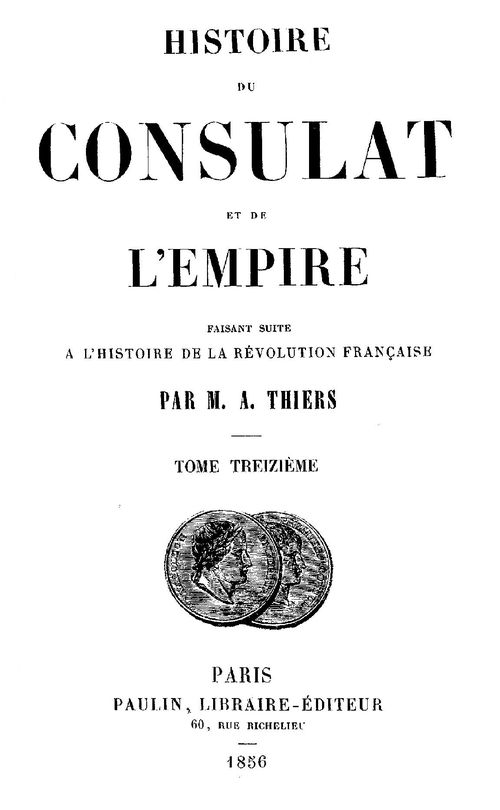 HISTOIRE
DU
CONSULAT
ET DE
L'EMPIRE
FAISANT SUITE
A L'HISTOIRE DE LA RÉVOLUTION FRANÇAISE
PAR M. A. THIERS
TOME TREIZIÈME
PARIS
PAULIN, LIBRAIRE-ÉDITEUR
60, RUE RICHELIEU
1856